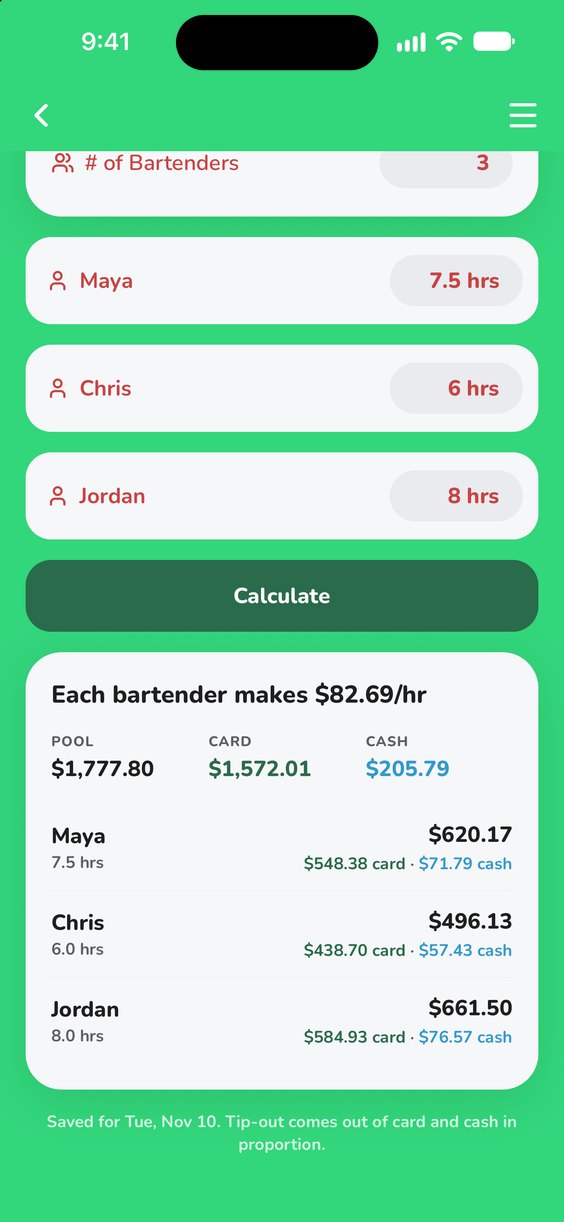 9:41
# of Bartenders 3
Maya 7.5 hrs
Chris 6 hrs
Jordan 8 hrs
Calculate
Each bartender makes $82.69/hr
POOL CARD CASH
$1,777.80 $1,572.01 $205.79
Maya $620.17
7.5 hrs $548.38 card · $71.79 cash
Chris $496.13
6.0 hrs $438.70 card · $57.43 cash
Jordan $661.50
8.0 hrs $584.93 card · $76.57 cash
Saved for Tue, Nov 10. Tip-out comes out of card and cash in
proportion.